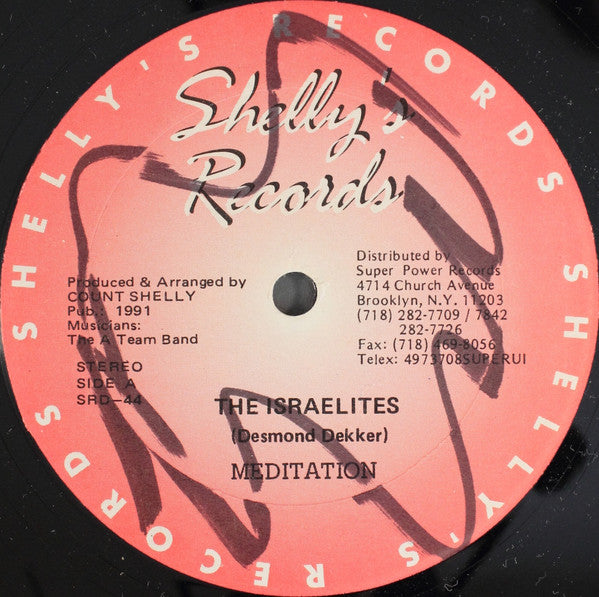 SHELLY'S RECORDS SHELLY'S RECORDS
Shelly's
Records
Produced & Arranged by
COUNT SHELLY
Pub.: 1991
Musicians:
The A Team Band
STEREO
SIDE A
SRD-44
Distributed by
Super Power Records
4714 Church Avenue
Brooklyn, N.Y. 11203
(718) 282-7709 / 7842
282-7726
Fax: (718) 469-8056
Telex: 4973708SUPERUI
THE ISRAELITES
(Desmond Dekker)
MEDITATION